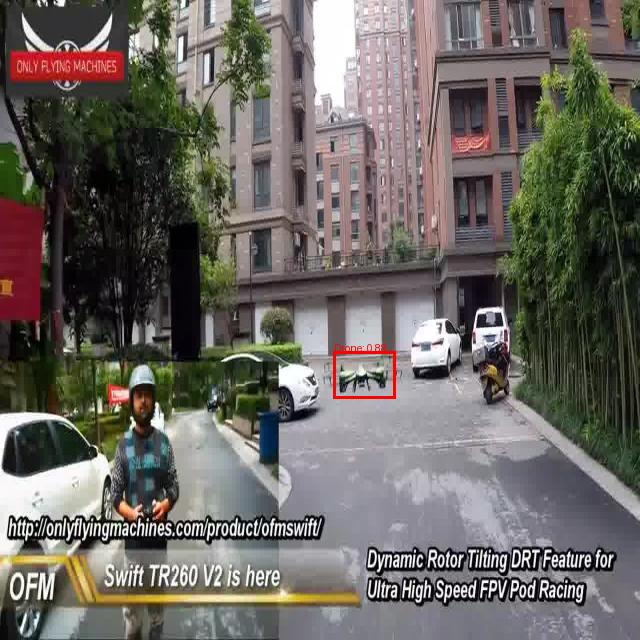 ONLY FLYING MACHINES
Drone: 0.88
http://onlyflyingmachines.com/product/ofmswift/
OFM
Swift TR260 V2 is here
Dynamic Rotor Tilting DRT Feature for
Ultra High Speed FPV Pod Racing